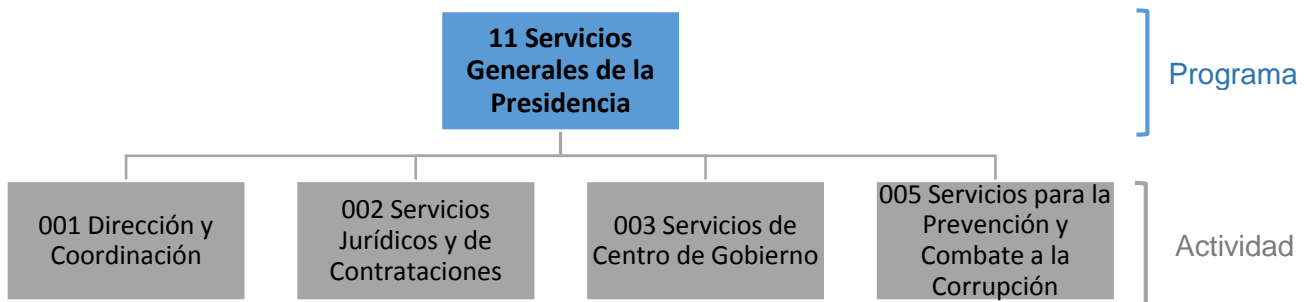 11 Servicios
Generales de la
Presidencia
Programa
001 Dirección y
Coordinación
002 Servicios
Jurídicos y de
Contrataciones
003 Servicios de
Centro de Gobierno
005 Servicios para la
Prevención y
Combate a la
Corrupción
Actividad